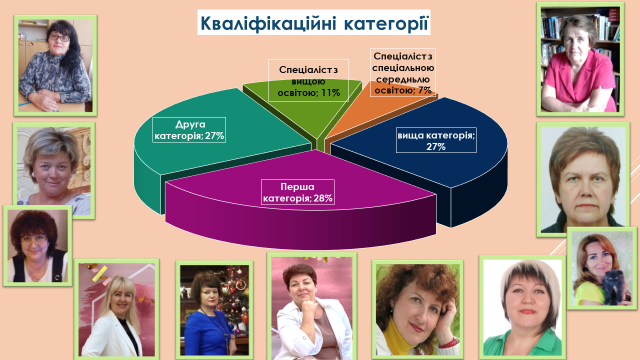 Кваліфікаційні категорії
Спеціаліст з
вищою
освітою; 11%
Спеціаліст з
спеціальною
середньлю
освітою; 7%
Друга
категорія; 27%
вища категорія;
27%
Перша
категорія; 28%